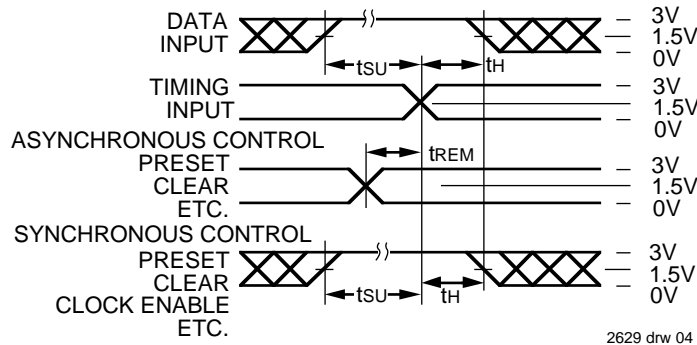 DATA
INPUT
tSU
tH
3V
1.5V
0V
TIMING
INPUT
3V
1.5V
0V
ASYNCHRONOUS CONTROL
PRESET
CLEAR
ETC.
tREM
3V
1.5V
0V
SYNCHRONOUS CONTROL
PRESET
CLEAR
CLOCK ENABLE
ETC.
tSU
tH
3V
1.5V
0V
2629 drw 04